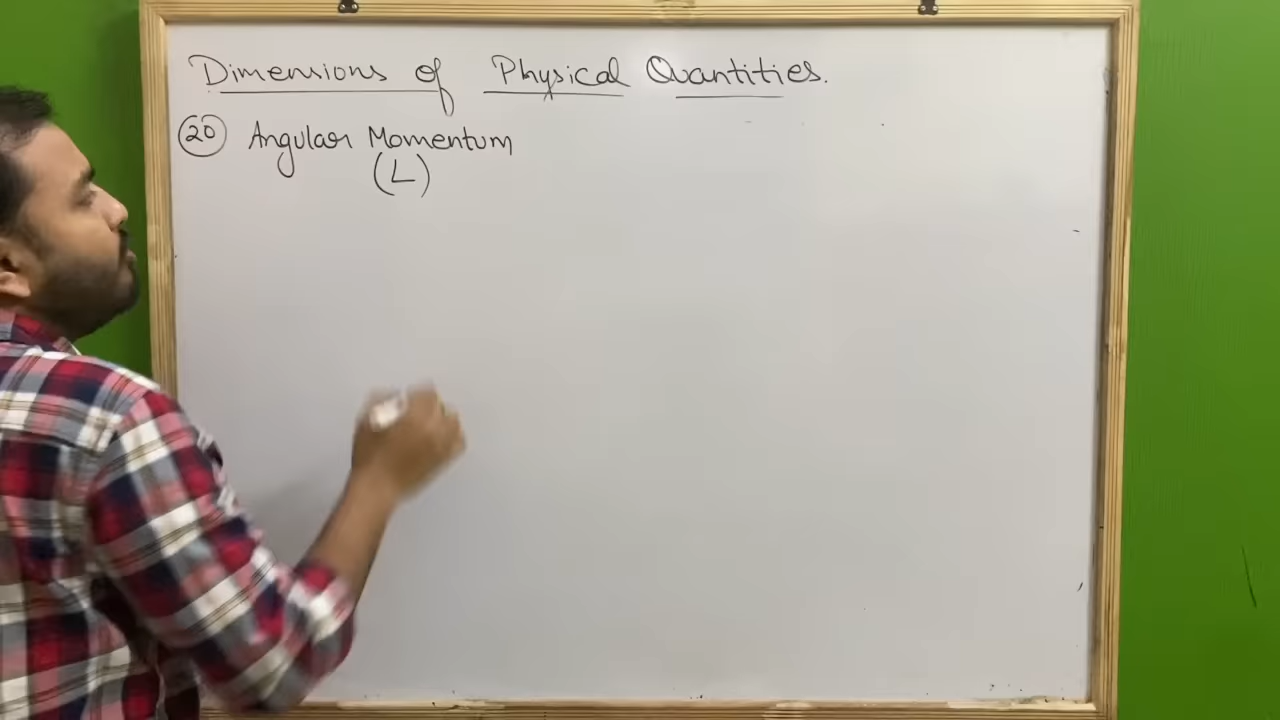 Dimensions of Physical Quantities.
20 Angular Momentum
(L)